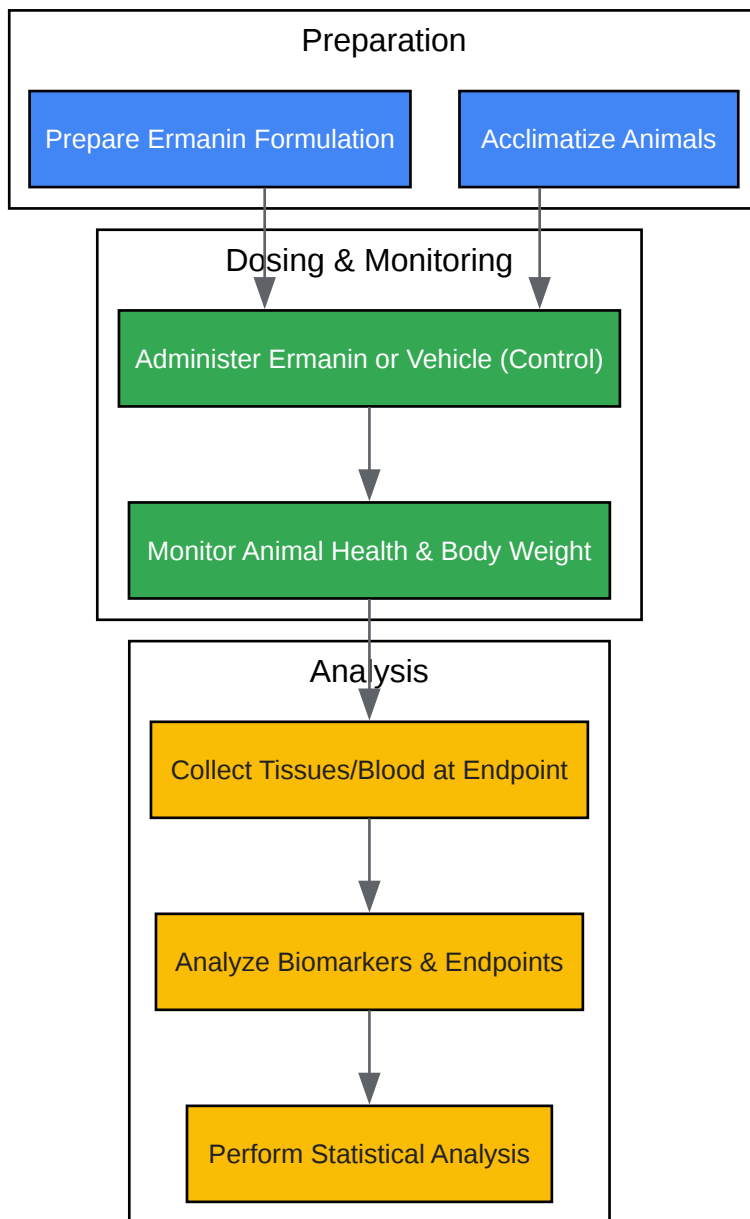 Preparation
Prepare Ermanin Formulation
Acclimatize Animals
Dosing & Monitoring
Administer Ermanin or Vehicle (Control)
Monitor Animal Health & Body Weight
Analysis
Collect Tissues/Blood at Endpoint
Analyze Biomarkers & Endpoints
Perform Statistical Analysis